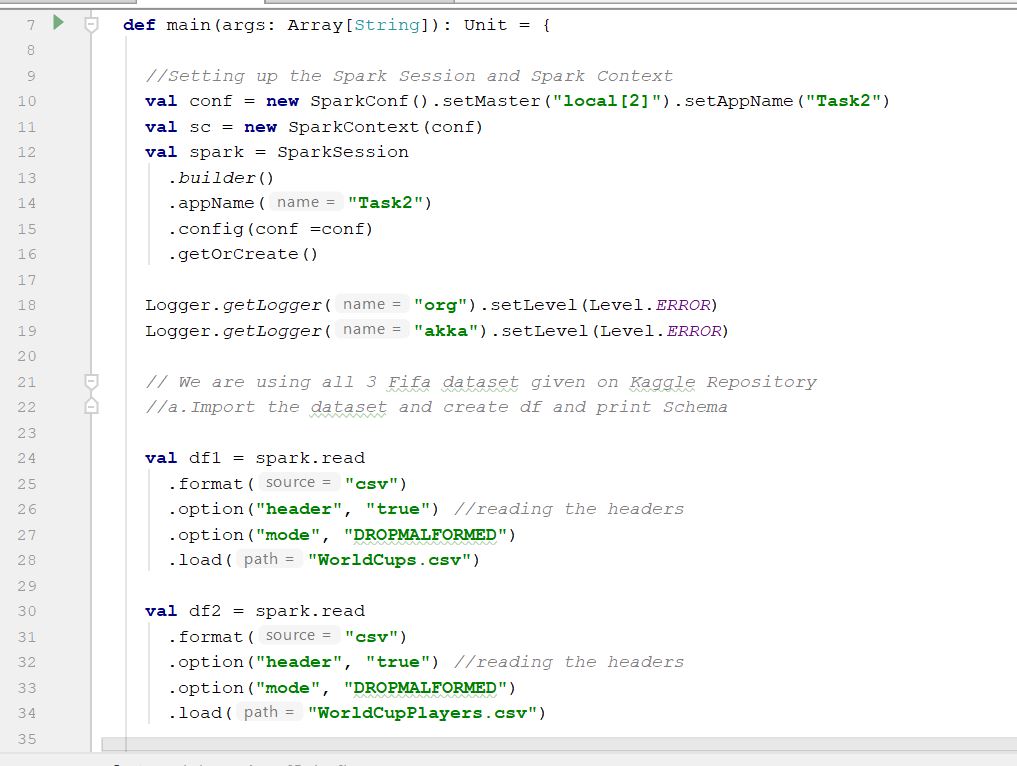 7 def main(args: Array[String]): Unit = {
8
9 //Setting up the Spark Session and Spark Context
10 val conf = new SparkConf().setMaster("local[2]").setAppName("Task2")
11 val sc = new SparkContext(conf)
12 val spark = SparkSession
13 .builder()
14 .appName( name = "Task2")
15 .config(conf =conf)
16 .getOrCreate()
17
18 Logger.getLogger( name = "org").setLevel(Level.ERROR)
19 Logger.getLogger( name = "akka").setLevel(Level.ERROR)
20
21 // We are using all 3 Fifa dataset given on Kaggle Repository
22 //a.Import the dataset and create df and print Schema
23
24 val df1 = spark.read
25 .format( source = "csv")
26 .option("header", "true") //reading the headers
27 .option("mode", "DROPMALFORMED")
28 .load( path = "WorldCups.csv")
29
30 val df2 = spark.read
31 .format( source = "csv")
32 .option("header", "true") //reading the headers
33 .option("mode", "DROPMALFORMED")
34 .load( path = "WorldCupPlayers.csv")
35